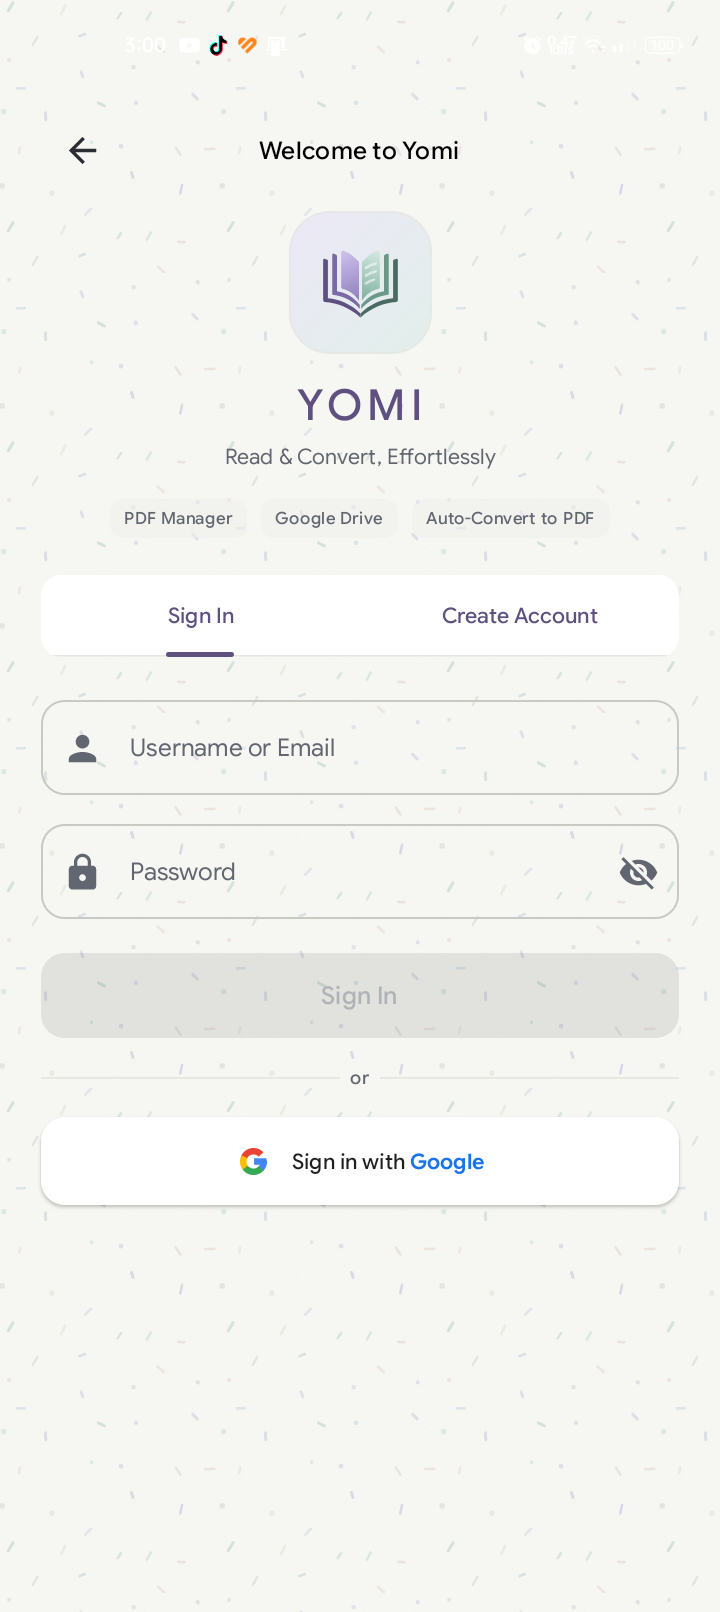 3:00
100
Welcome to Yomi
YOMI
Read & Convert, Effortlessly
PDF Manager
Google Drive
Auto-Convert to PDF
Sign In
Create Account
Username or Email
Password
Sign In
or
Sign in with Google